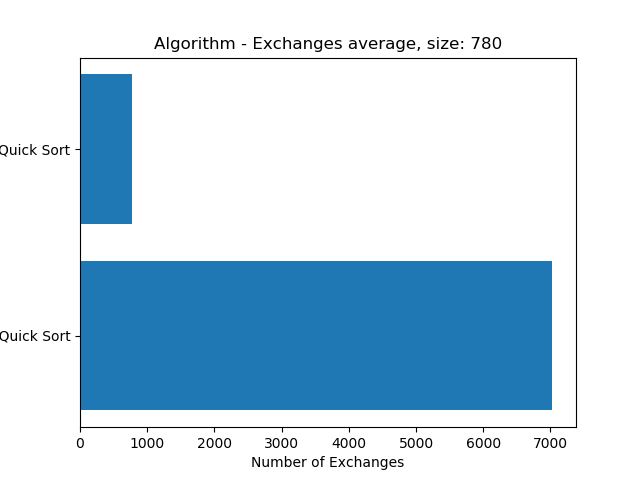 Algorithm - Exchanges average, size: 780
Quick Sort
Quick Sort
0 1000 2000 3000 4000 5000 6000 7000
Number of Exchanges